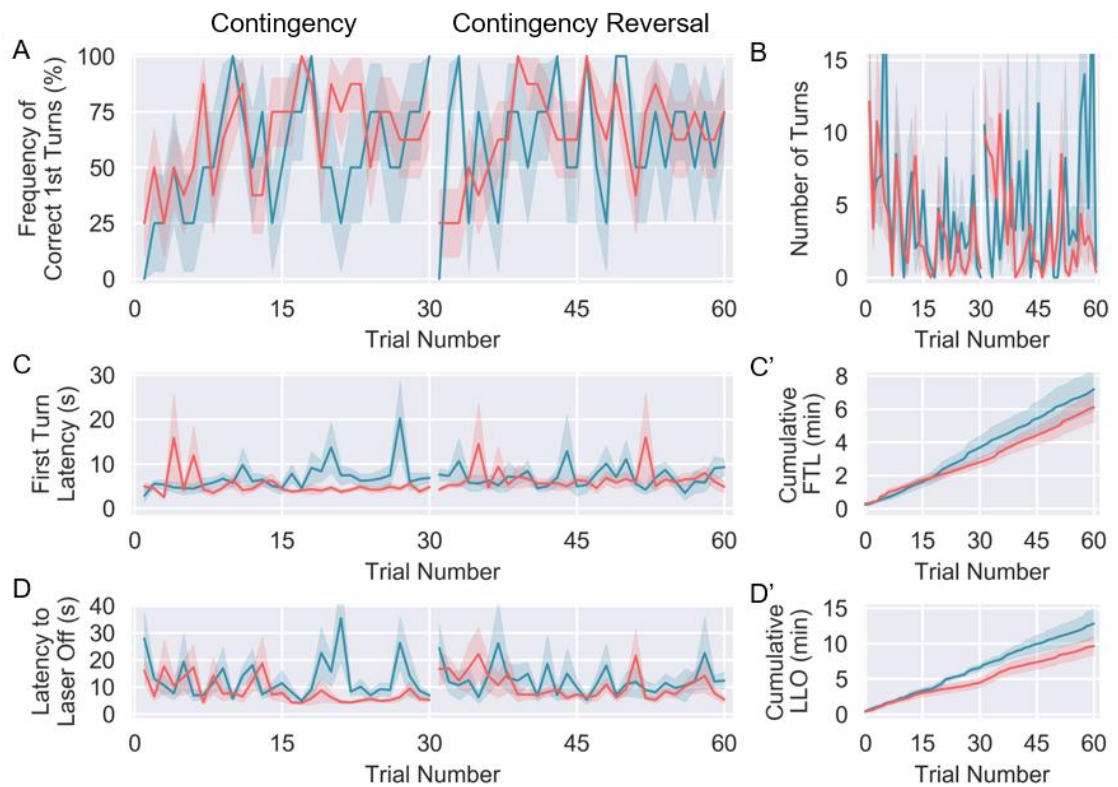 Contingency
Contingency Reversal
A
Frequency of
Correct 1st Turns (%)
100
75
50
25
0
0
15
30
45
60
Trial Number
B
Number of Turns
15
10
5
0
0
15
30
45
60
Trial Number
C
First Turn
Latency (s)
30
20
10
0
0
15
30
45
60
Trial Number
C’
Cumulative
FTL (min)
8
6
4
2
0
0
15
30
45
60
Trial Number
D
Latency to
Laser Off (s)
40
30
20
10
0
0
15
30
45
60
Trial Number
D’
Cumulative
LLO (min)
15
10
5
0
0
15
30
45
60
Trial Number